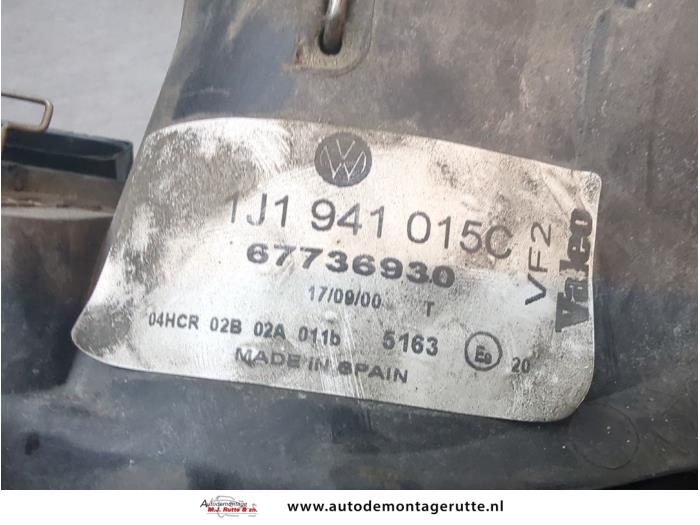 1J1 941 015C
67736930
17/09/00 T
04HCR 02B 02A 011b 5163 E9 20
MADE IN SPAIN
VF2
Valeo
Autodemontage
M.J. Rutte & zn.
www.autodemontagerutte.nl